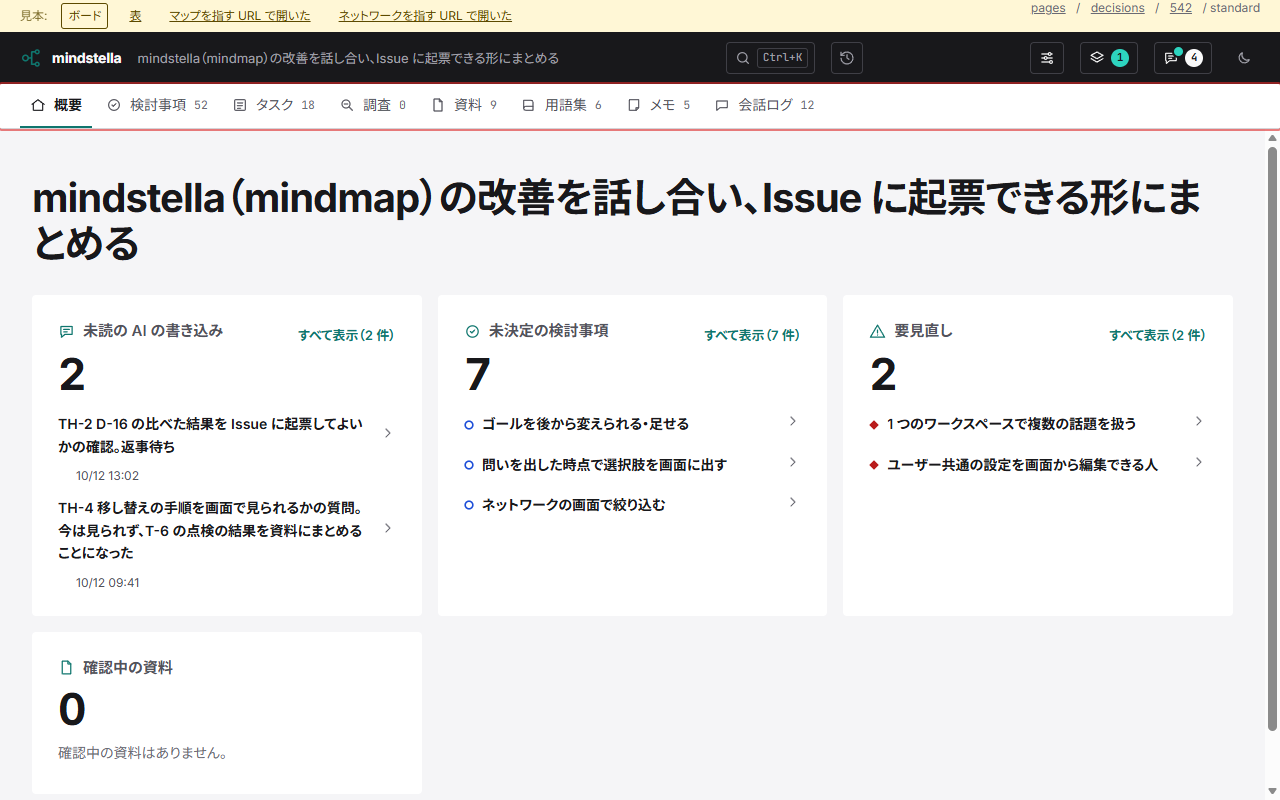 見本: ボード 表 マップを指す URL で開いた ネットワークを指す URL で開いた pages / decisions / 542 / standard
mindstella mindstella（mindmap）の改善を話し合い、Issue に起票できる形にまとめる Ctrl+K 1 4
概要 検討事項 52 タスク 18 調査 0 資料 9 用語集 6 メモ 5 会話ログ 12
mindstella（mindmap）の改善を話し合い、Issue に起票できる形にま
とめる
未読の AI の書き込み すべて表示（2 件）
2
TH-2 D-16 の比べた結果を Issue に起票してよい
かの確認。返事待ち
10/12 13:02
TH-4 移し替えの手順を画面で見られるかの質問。
今は見られず、T-6 の点検の結果を資料にまとめる
ことになった
10/12 09:41
未決定の検討事項 すべて表示（7 件）
7
ゴールを後から変えられる・足せる
問いを出した時点で選択肢を画面に出す
ネットワークの画面で絞り込む
要見直し すべて表示（2 件）
2
1 つのワークスペースで複数の話題を扱う
ユーザー共通の設定を画面から編集できる人
確認中の資料
0
確認中の資料はありません。